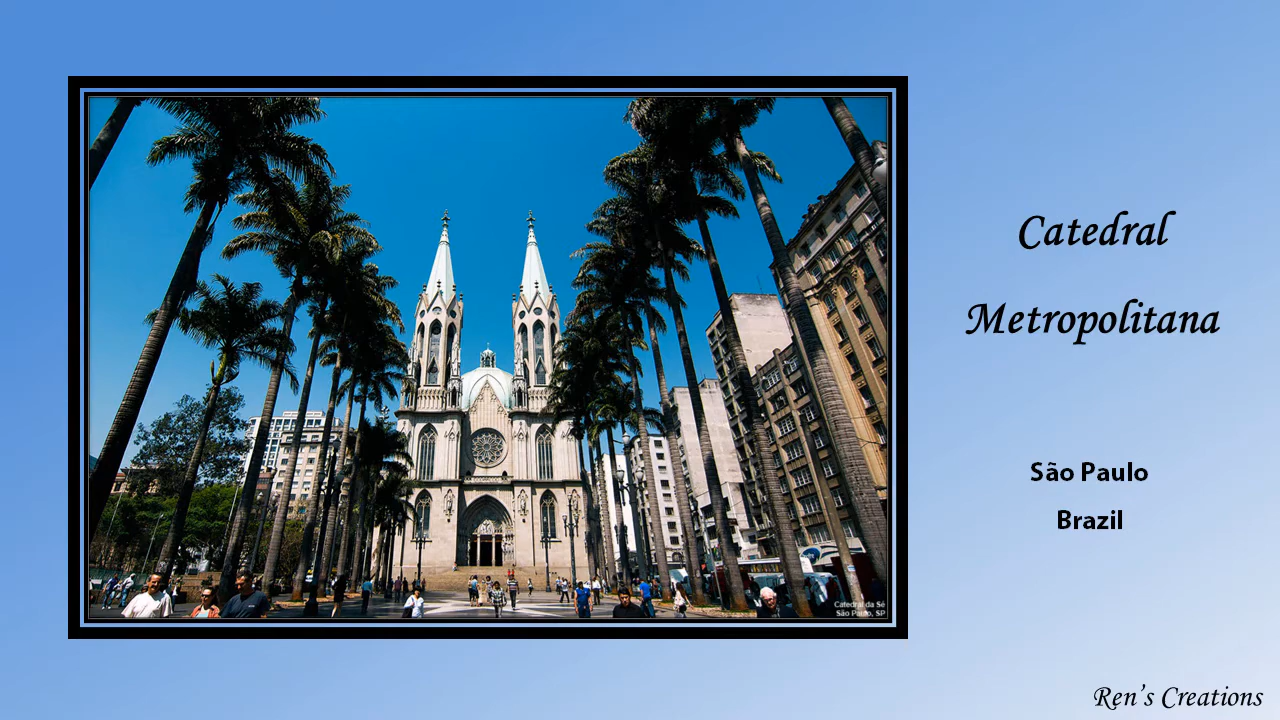 Catedral
Metropolitana
São Paulo
Brazil
Catedral da Sé
São Paulo, SP
Ren's Creations